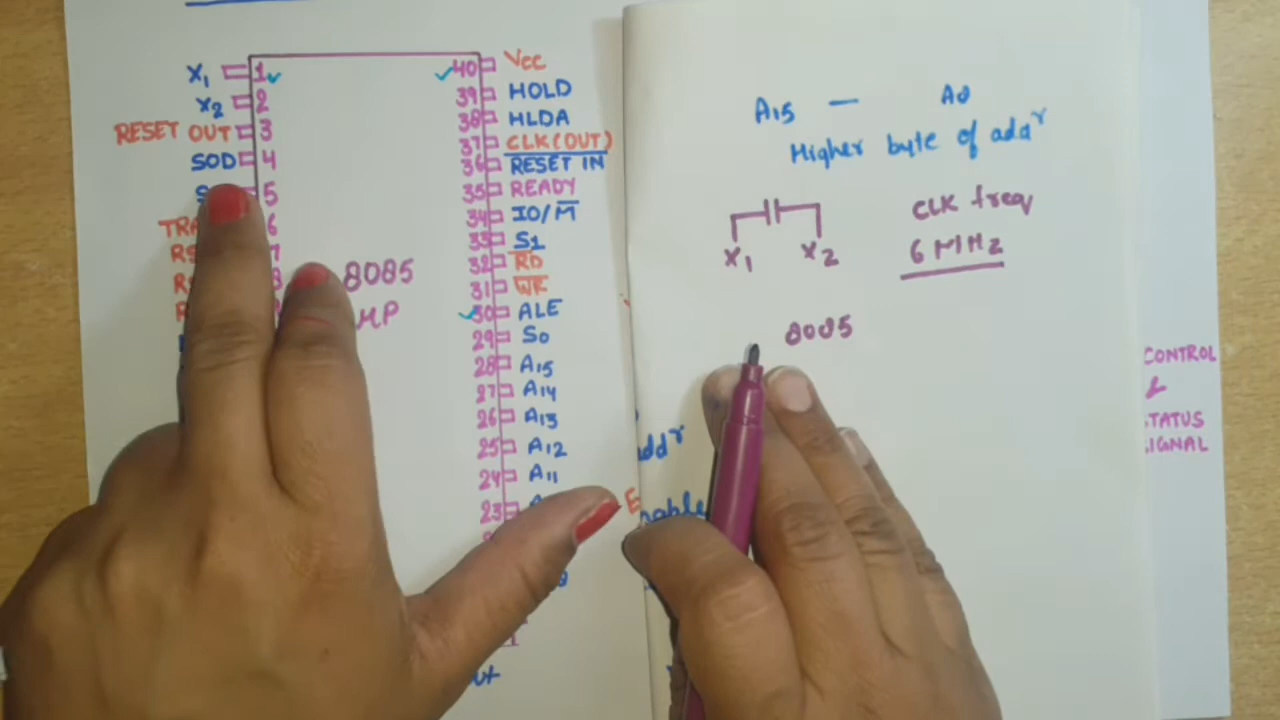 X1
X2
RESET OUT
SOD
1
2
3
4
5
6
8
40
39
38
37
36
35
34
33
32
31
30
29
28
27
26
25
24
23
Vcc
HOLD
HLDA
CLK(OUT)
RESET IN
READY
IO/M̅
S1
RD
WR
ALE
S0
A15
A14
A13
A12
A11
8085
MP
A15 — A8
Higher byte of addr
X1 X2
CLK freq
6 MHz
8085
addr
CONTROL
&